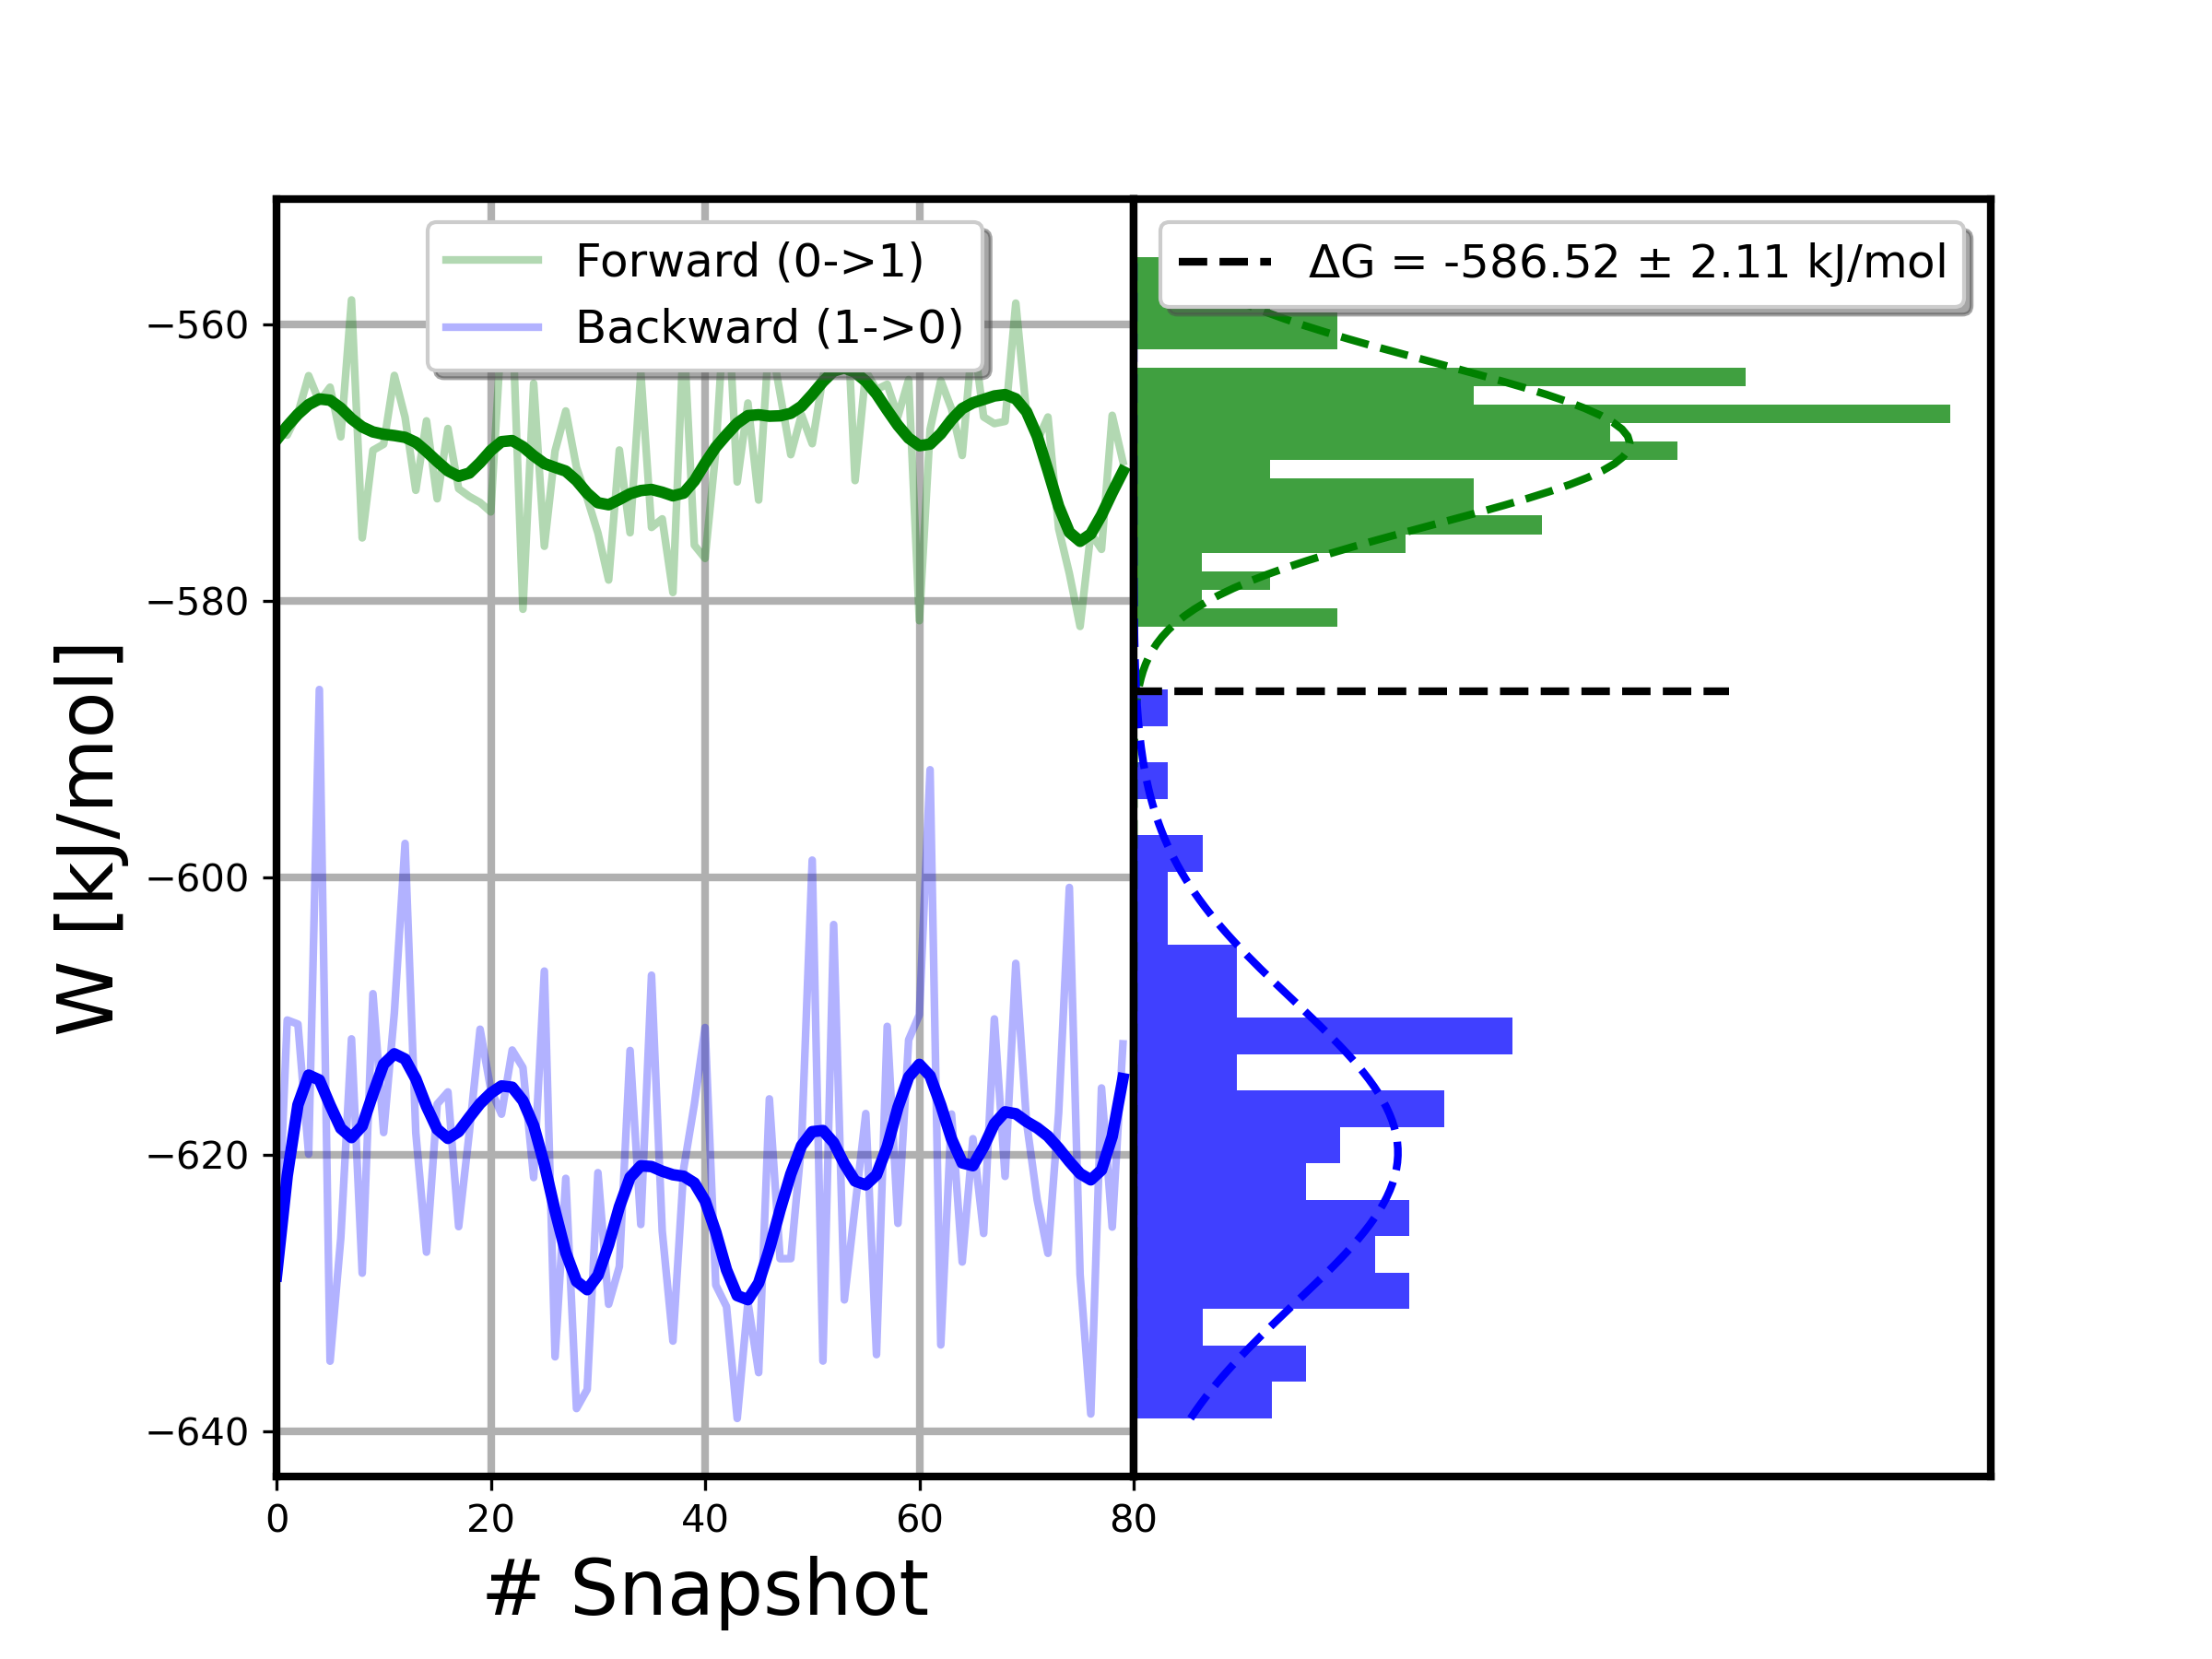 Forward (0->1)
Backward (1->0)
ΔG = -586.52 ± 2.11 kJ/mol
−560
−580
−600
−620
−640
W [kJ/mol]
0 20 40 60 80
# Snapshot